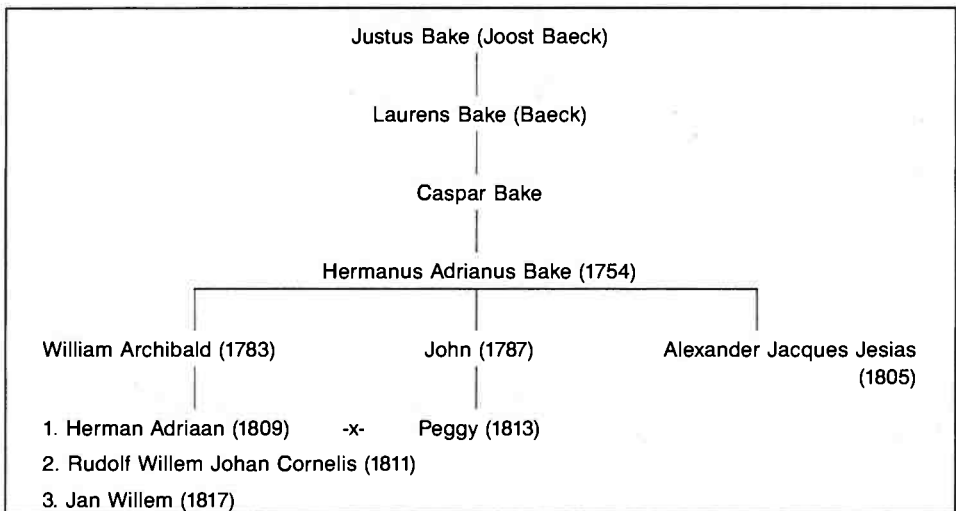 Justus Bake (Joost Baeck)
Laurens Bake (Baeck)
Caspar Bake
Hermanus Adrianus Bake (1754)
William Archibald (1783) John (1787) Alexander Jacques Jesias
(1805)
1. Herman Adriaan (1809) -x- Peggy (1813)
2. Rudolf Willem Johan Cornelis (1811)
3. Jan Willem (1817)